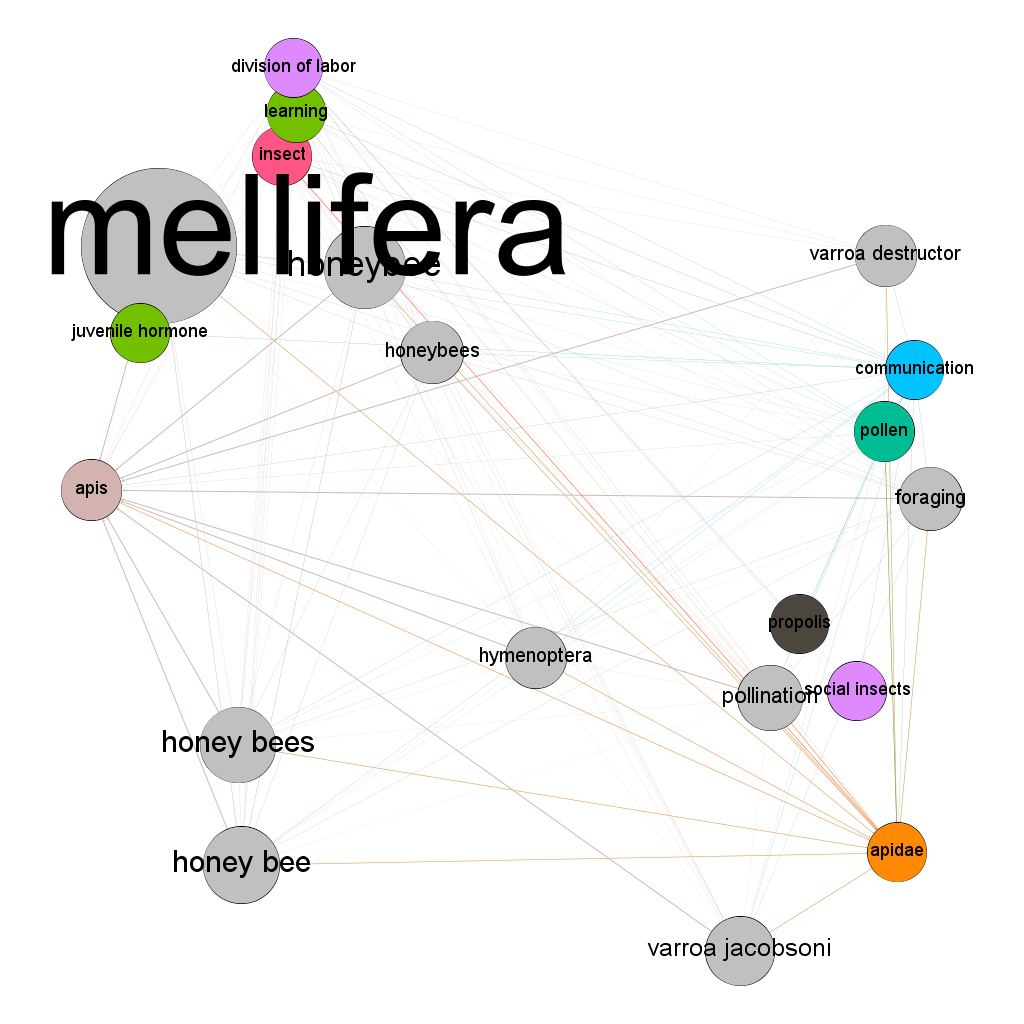 division of labor
learning
insect
mellifera
varroa destructor
honeybee
juvenile hormone
honeybees
communication
pollen
apis
foraging
propolis
hymenoptera
pollination
social insects
honey bees
apidae
honey bee
varroa jacobsoni